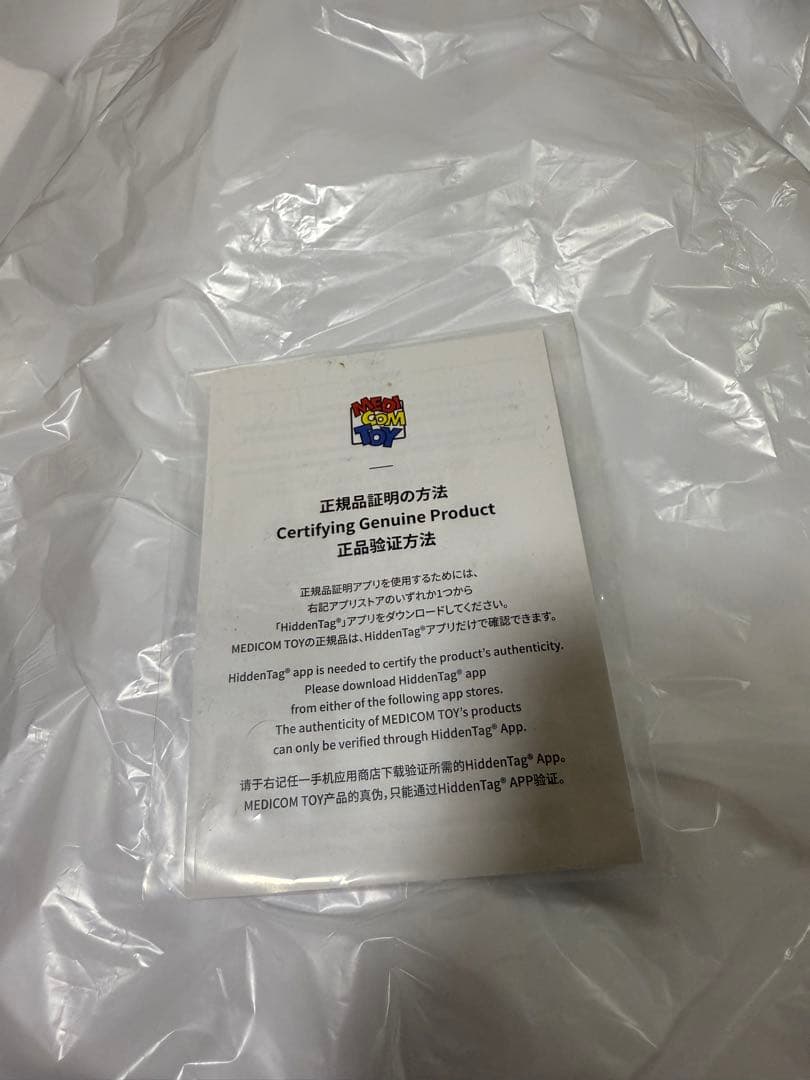 MEDI
COM
TOY
正規品証明の方法
Certifying Genuine Product
正品验证方法
正規品証明アプリを使用するためには、
右記アプリストアのいずれか1つから
「HiddenTag®」アプリをダウンロードしてください。
MEDICOM TOYの正規品は、HiddenTag®アプリだけで確認できます。
HiddenTag® app is needed to certify the product's authenticity.
Please download HiddenTag® app
from either of the following app stores.
The authenticity of MEDICOM TOY's products
can only be verified through HiddenTag® App.
请于右记任一手机应用商店下载验证所需的HiddenTag® App。
MEDICOM TOY产品的真伪，只能通过HiddenTag® APP验证。